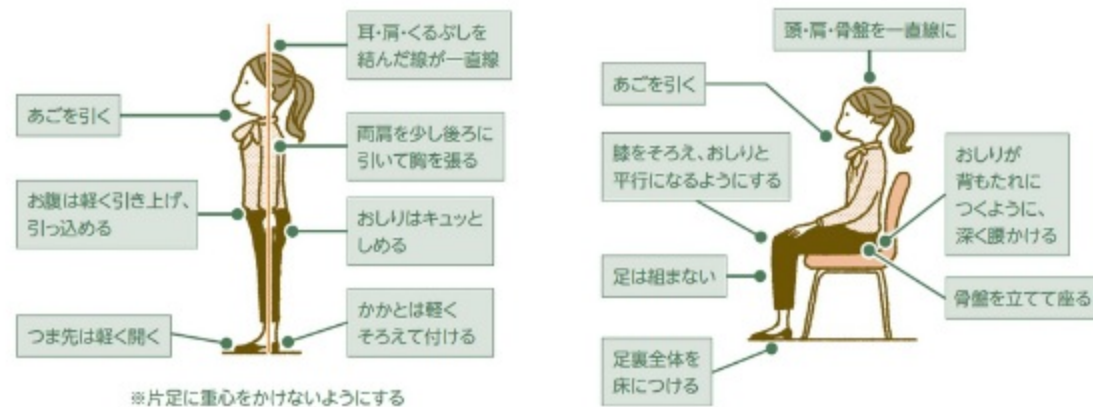 耳・肩・くるぶしを
結んだ線が一直線
あごを引く
両肩を少し後ろに
引いて胸を張る
お腹は軽く引き上げ、
引っ込める
おしりはキュッと
しめる
つま先は軽く開く
かかとは軽く
そろえて付ける
※片足に重心をかけないようにする
頭・肩・骨盤を一直線に
あごを引く
膝をそろえ、おしりと
平行になるようにする
おしりが
背もたれに
つくように、
深く腰かける
足は組まない
骨盤を立てて座る
足裏全体を
床につける